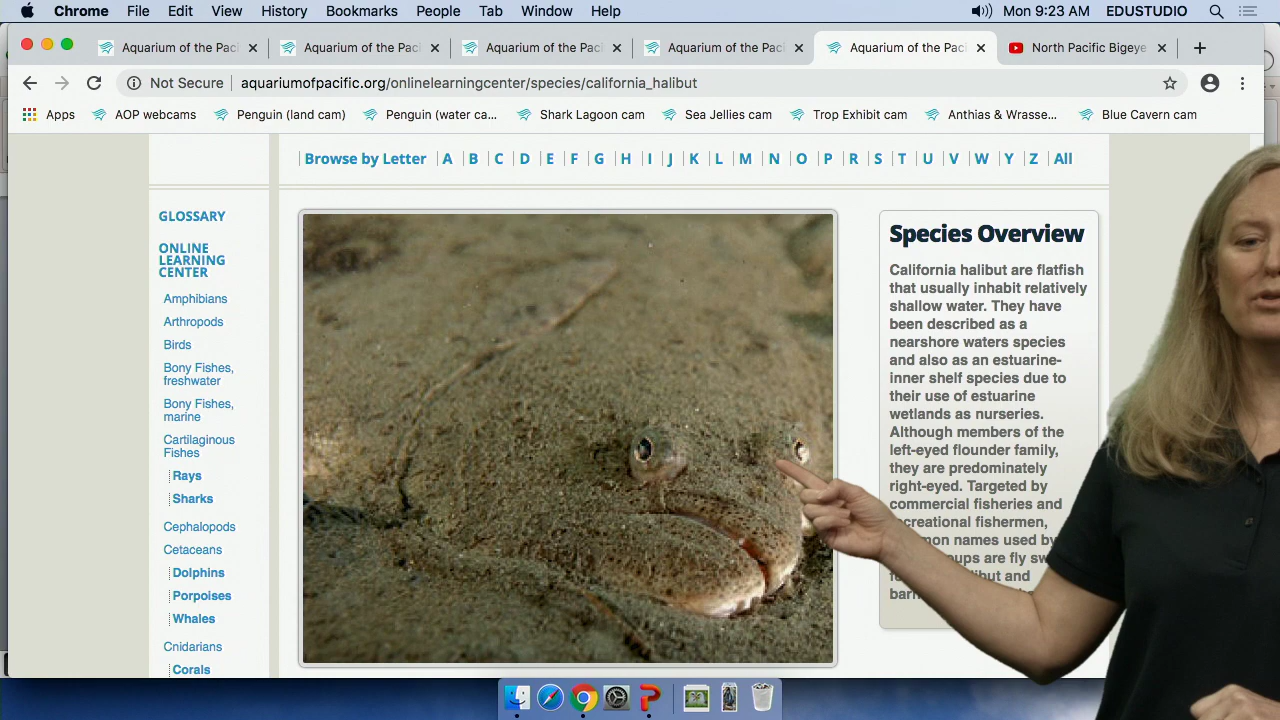 Chrome File Edit View History Bookmarks People Tab Window Help Mon 9:23 AM EDUSTUDIO
Aquarium of the Paci Aquarium of the Paci Aquarium of the Paci Aquarium of the Paci Aquarium of the Paci North Pacific Bigeye
Not Secure aquariumofpacific.org/onlinelearningcenter/species/california_halibut
Apps AOP webcams Penguin (land cam) Penguin (water ca... Shark Lagoon cam Sea Jellies cam Trop Exhibit cam Anthias & Wrasse... Blue Cavern cam
Browse by Letter A B C D E F G H I J K L M N O P R S T U V W Y Z All
GLOSSARY
ONLINE
LEARNING
CENTER
Amphibians
Arthropods
Birds
Bony Fishes,
freshwater
Bony Fishes,
marine
Cartilaginous
Fishes
Rays
Sharks
Cephalopods
Cetaceans
Dolphins
Porpoises
Whales
Cnidarians
Corals
Species Overview
California halibut are flatfish
that usually inhabit relatively
shallow water. They have
been described as a
nearshore waters species
and also as an estuarine-
inner shelf species due to
their use of estuarine
wetlands as nurseries.
Although members of the
left-eyed flounder family,
they are predominately
right-eyed. Targeted by
commercial fisheries and
recreational fishermen,
names used by
are fly
and